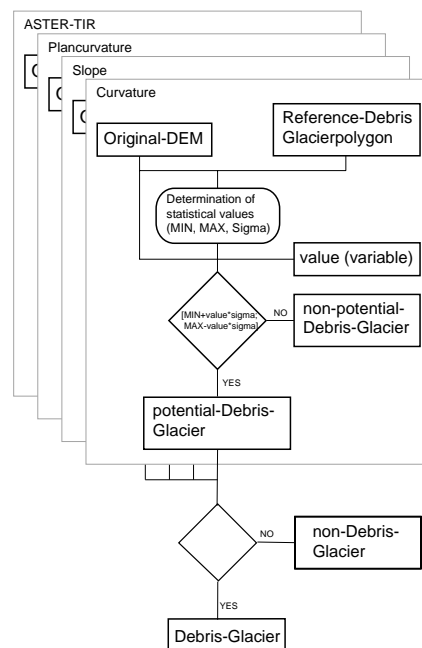 ASTER-TIR
Plancurvature
Slope
Curvature
Original-DEM
Reference-Debris
Glacierpolygon
Determination of
statistical values
(MIN, MAX, Sigma)
value (variable)
[MIN+value*sigma;
MAX-value*sigma]
NO
non-potential-
Debris-Glacier
YES
potential-Debris-
Glacier
NO
non-Debris-
Glacier
YES
Debris-Glacier